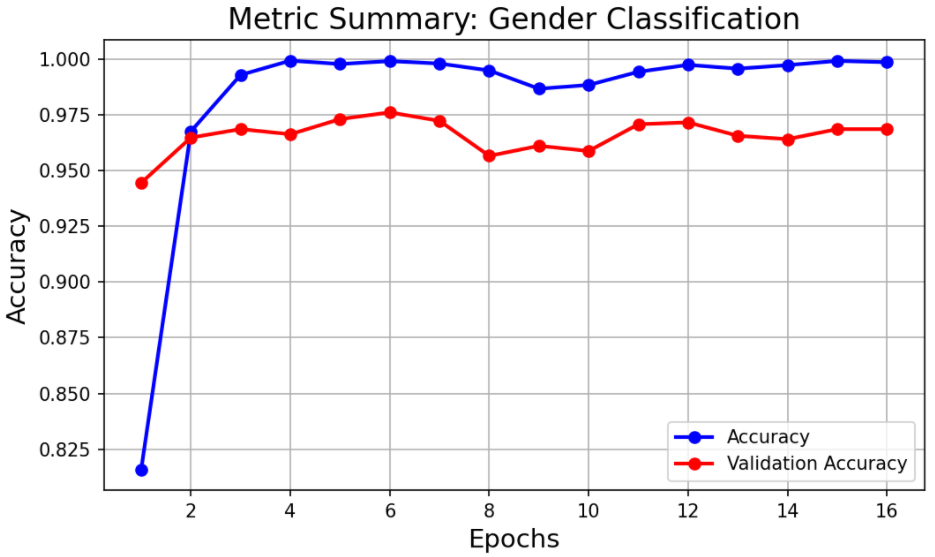 Metric Summary: Gender Classification
1.000
0.975
0.950
0.925
0.900
0.875
0.850
0.825
Accuracy
Accuracy
Validation Accuracy
2 4 6 8 10 12 14 16
Epochs